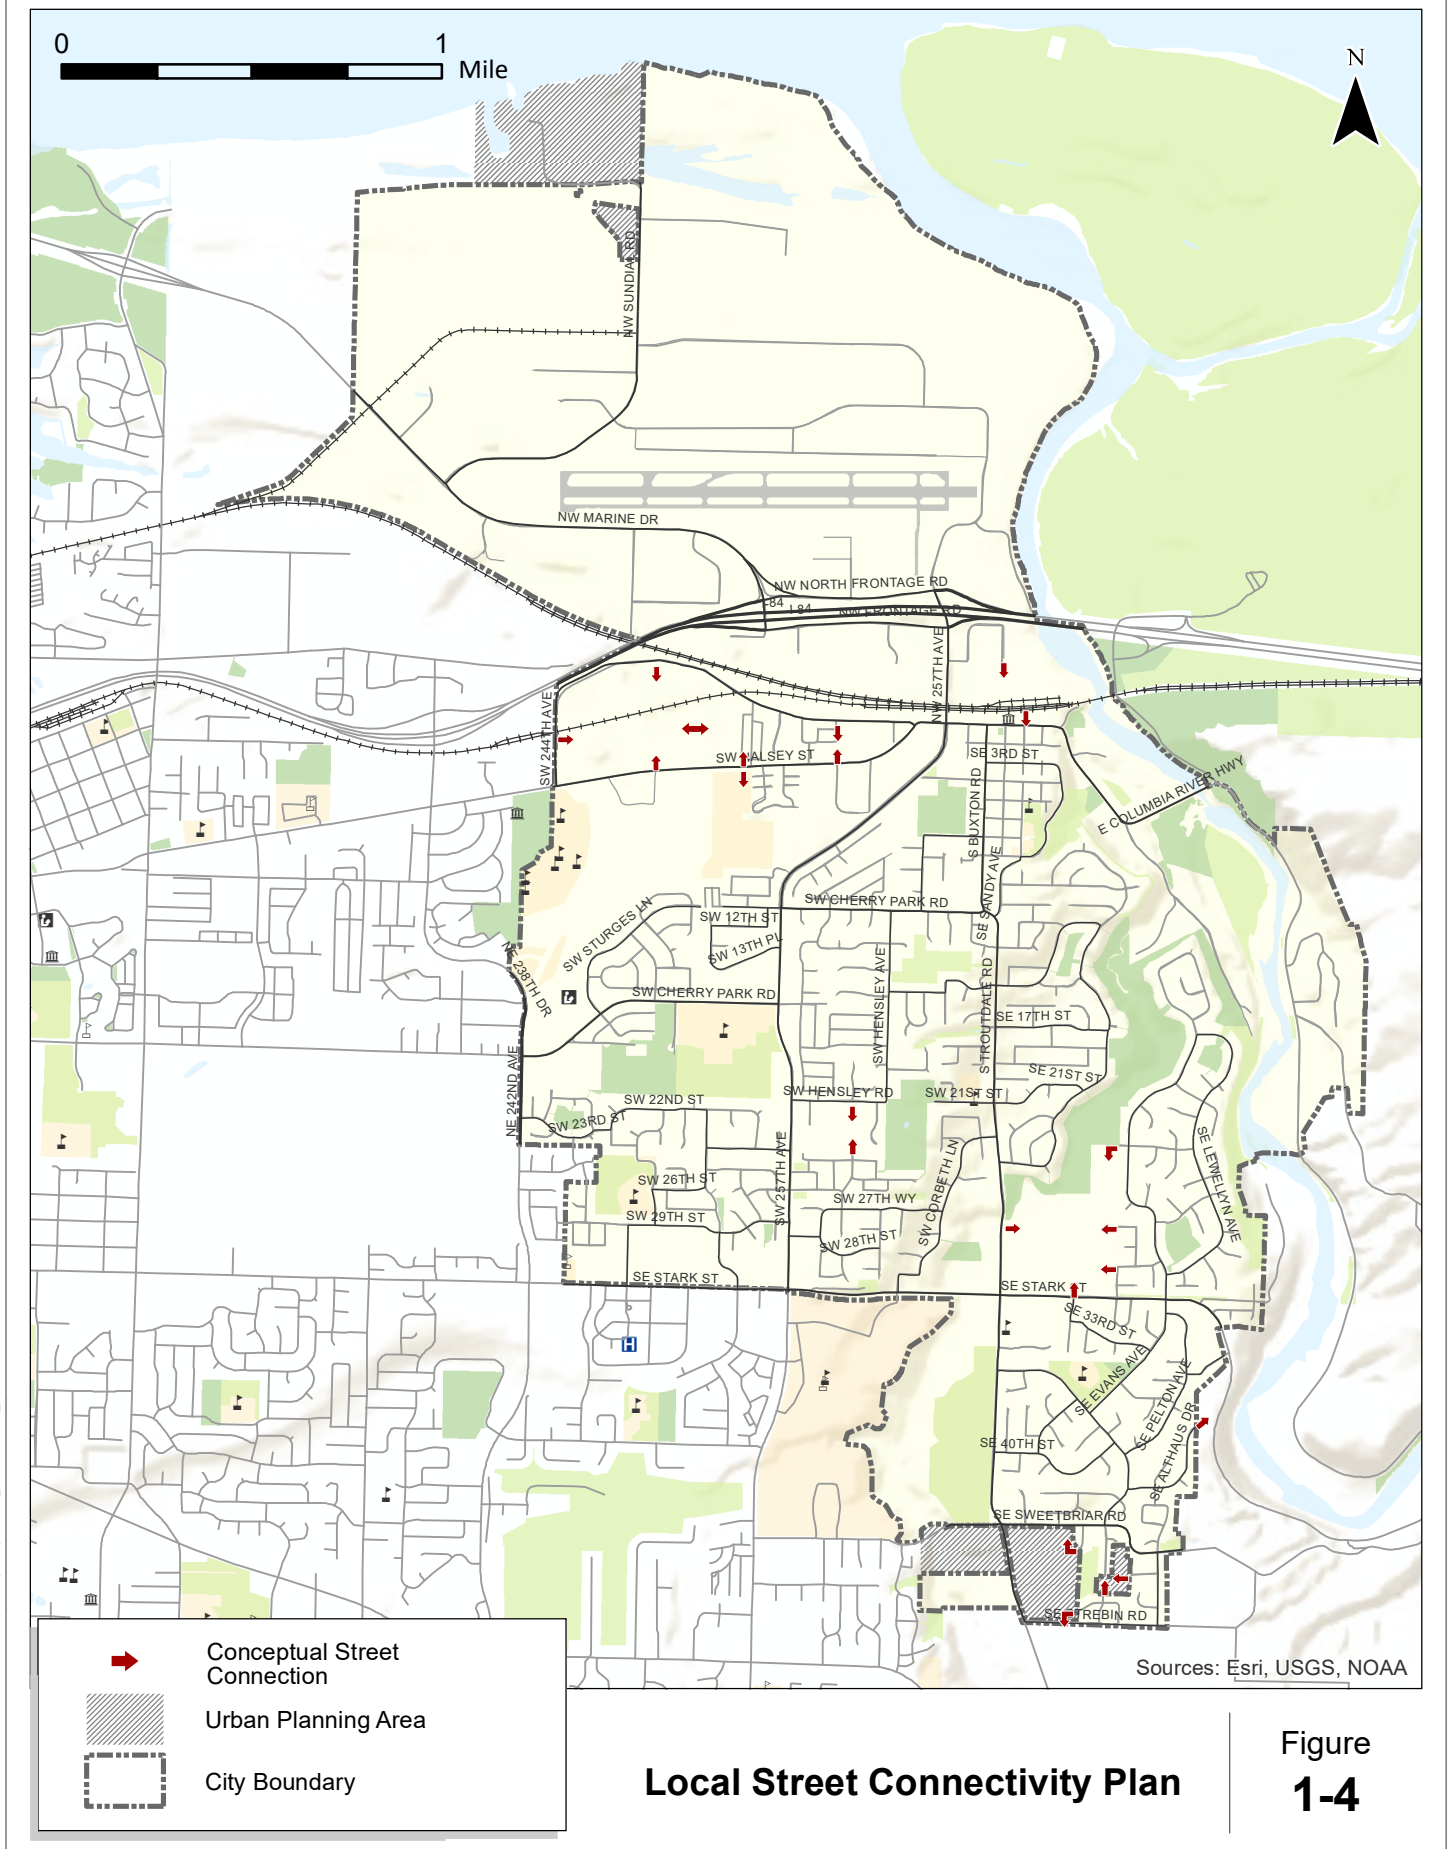 0 1
Mile
N
NW SUNDIAL RD
NW MARINE DR
NW NORTH FRONTAGE RD
I-84 I-84 NW FRONTAGE RD
NW 257TH AVE
SW 244TH AVE
SW HALSEY ST
SE 3RD ST
S BUXTON RD
E COLUMBIA RIVER HWY
SE SANDY AVE
SW CHERRY PARK RD
SW STURGES LN
SW 12TH ST
SW 13TH PL
NE 238TH DR
SW CHERRY PARK RD
SW HENSLEY AVE
S TROUTDALE RD
SE 17TH ST
SE 21ST ST
NE 242ND AVE
SW HENSLEY RD
SW 21ST ST
SW 22ND ST
SW 23RD ST
SW 257TH AVE
SW CORBETH LN
SE LEWELLYN AVE
SW 26TH ST
SW 27TH WY
SW 29TH ST
SW 28TH ST
SE STARK ST
SE STARK ST
SE 33RD ST
H
SE EVANS AVE
SE PELTON AVE
SE ALTHAUS DR
SE 40TH ST
SE SWEETBRIAR RD
SE STREBIN RD
Sources: Esri, USGS, NOAA
Conceptual Street
Connection
Urban Planning Area
City Boundary
Local Street Connectivity Plan
Figure
1-4